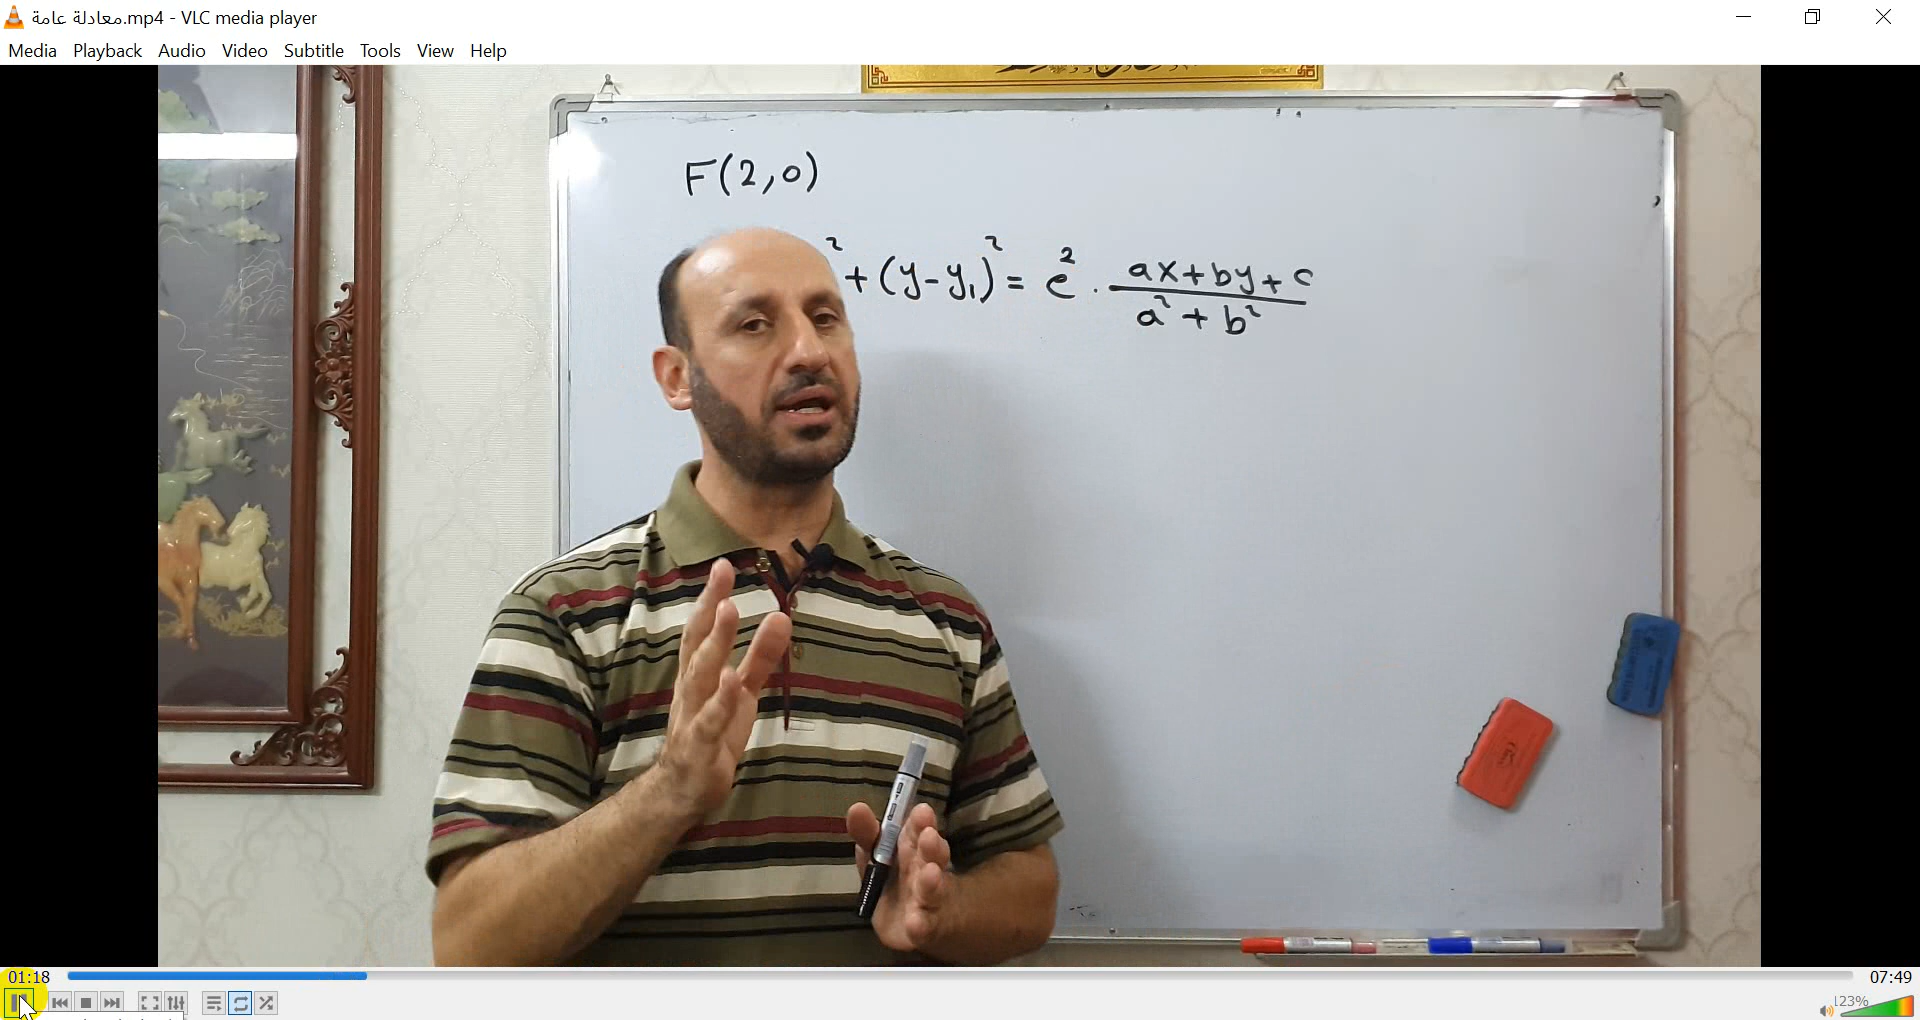 معادلة عامة.mp4 - VLC media player
Media Playback Audio Video Subtitle Tools View Help
F(2,0)
² + (y-y₁)² = e² . ax+by+c
a² + b²
01:18
07:49
123%